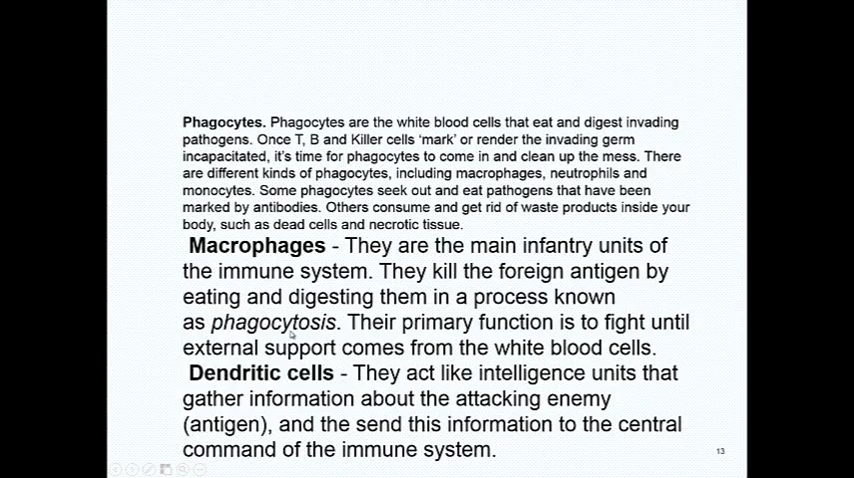 Phagocytes. Phagocytes are the white blood cells that eat and digest invading
pathogens. Once T, B and Killer cells ‘mark’ or render the invading germ
incapacitated, it’s time for phagocytes to come in and clean up the mess. There
are different kinds of phagocytes, including macrophages, neutrophils and
monocytes. Some phagocytes seek out and eat pathogens that have been
marked by antibodies. Others consume and get rid of waste products inside your
body, such as dead cells and necrotic tissue.
Macrophages - They are the main infantry units of
the immune system. They kill the foreign antigen by
eating and digesting them in a process known
as phagocytosis. Their primary function is to fight until
external support comes from the white blood cells.
Dendritic cells - They act like intelligence units that
gather information about the attacking enemy
(antigen), and the send this information to the central
command of the immune system.
13